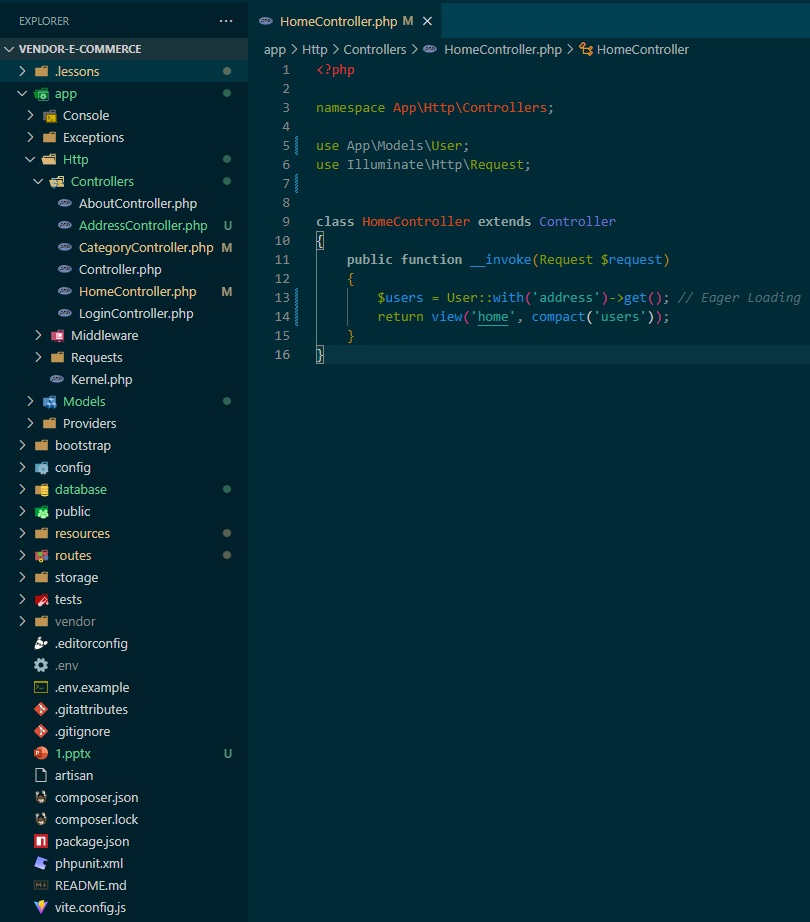 EXPLORER ...
VENDOR-E-COMMERCE
.lessons
app
Console
Exceptions
Http
Controllers
AboutController.php
AddressController.php U
CategoryController.php M
Controller.php
HomeController.php M
LoginController.php
Middleware
Requests
Kernel.php
Models
Providers
bootstrap
config
database
public
resources
routes
storage
tests
vendor
.editorconfig
.env
.env.example
.gitattributes
.gitignore
1.pptx U
artisan
composer.json
composer.lock
package.json
phpunit.xml
README.md
vite.config.js
HomeController.php M ×
app > Http > Controllers > HomeController.php > HomeController
1 <?php
2
3 namespace App\Http\Controllers;
4
5 use App\Models\User;
6 use Illuminate\Http\Request;
7
8
9 class HomeController extends Controller
10 {
11     public function __invoke(Request $request)
12     {
13         $users = User::with('address')->get(); // Eager Loading
14         return view('home', compact('users'));
15     }
16 }